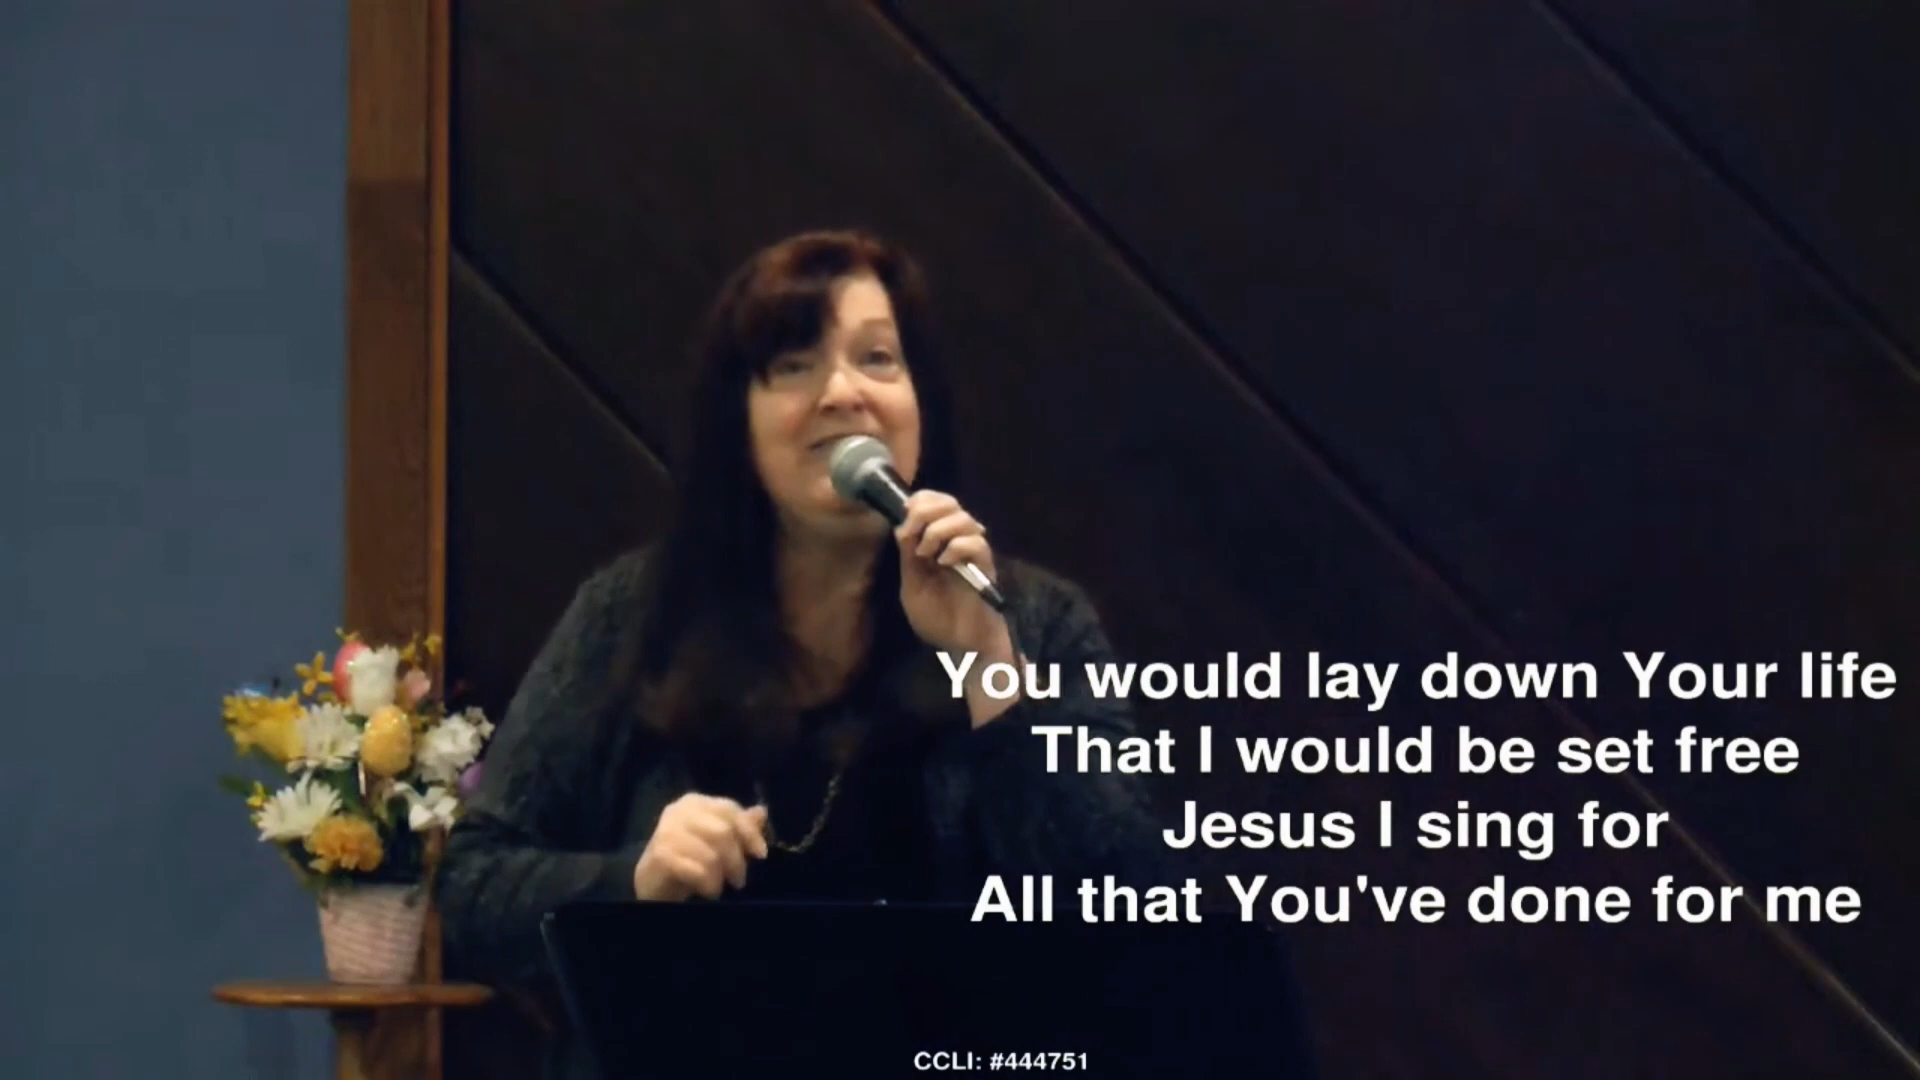 You would lay down Your life
That I would be set free
Jesus I sing for
All that You've done for me
CCLI: #444751